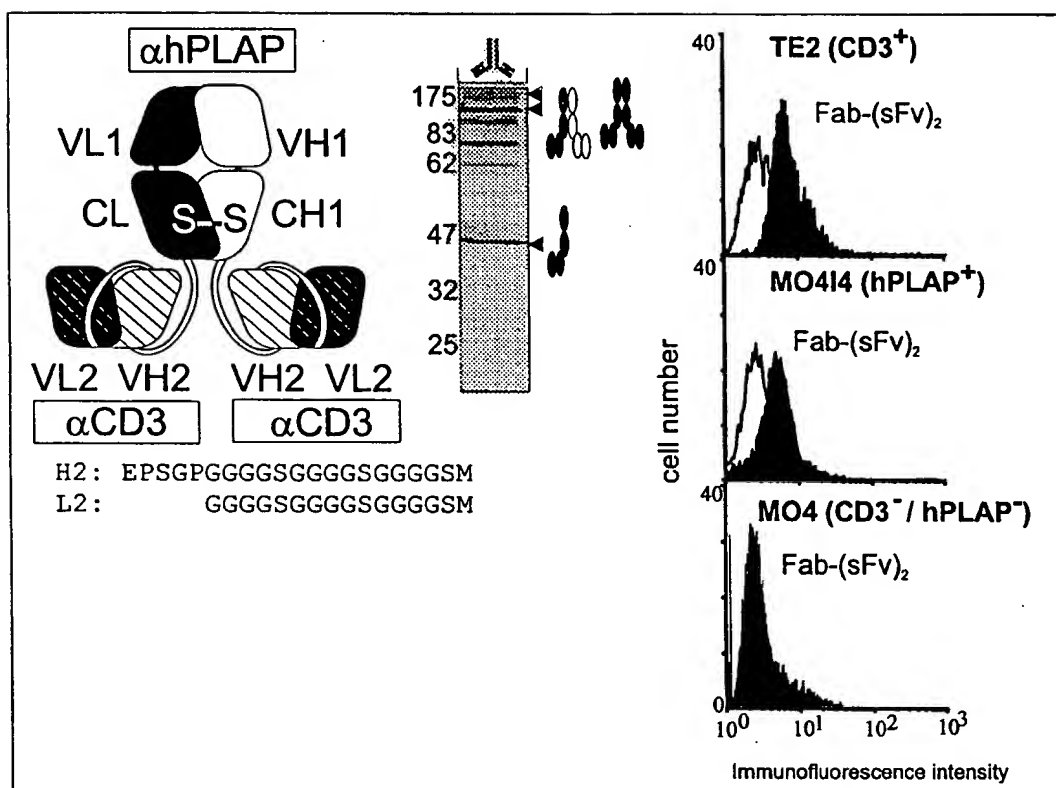 αhPLAP
VL1 VH1
CL S--S CH1
VL2 VH2 VH2 VL2
αCD3 αCD3
H2: EPSGPGGGGSGGGGSGGGGSM
L2: GGGGSGGGGSGGGGSM
175
83
62
47
32
25
40
TE2 (CD3⁺)
Fab-(sFv)₂
40
MO4I4 (hPLAP⁺)
Fab-(sFv)₂
40
MO4 (CD3⁻/ hPLAP⁻)
Fab-(sFv)₂
0
cell number
10⁰ 10¹ 10² 10³
Immunofluorescence intensity